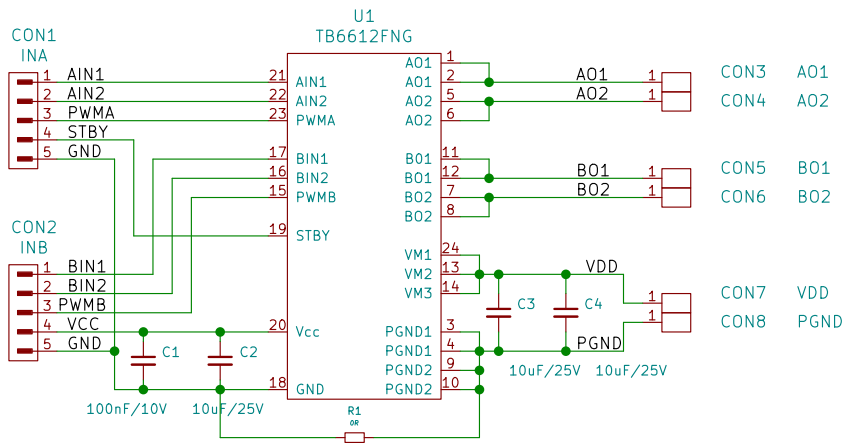 U1
TB6612FNG
CON1
INA
1 AIN1
2 AIN2
3 PWMA
4 STBY
5 GND
CON2
INB
1 BIN1
2 BIN2
3 PWMB
4 VCC
5 GND
21 AIN1
22 AIN2
23 PWMA
17 BIN1
16 BIN2
15 PWMB
19 STBY
20 Vcc
18 GND
AO1 1
AO1 2
AO2 5
AO2 6
BO1 11
BO1 12
BO2 7
BO2 8
VM1 24
VM2 13
VM3 14
PGND1 3
PGND1 4
PGND2 9
PGND2 10
AO1 1 CON3 AO1
AO2 1 CON4 AO2
BO1 1 CON5 BO1
BO2 1 CON6 BO2
VDD 1 CON7 VDD
PGND 1 CON8 PGND
C1
100nF/10V
C2
10uF/25V
C3
10uF/25V
C4
10uF/25V
R1
0R